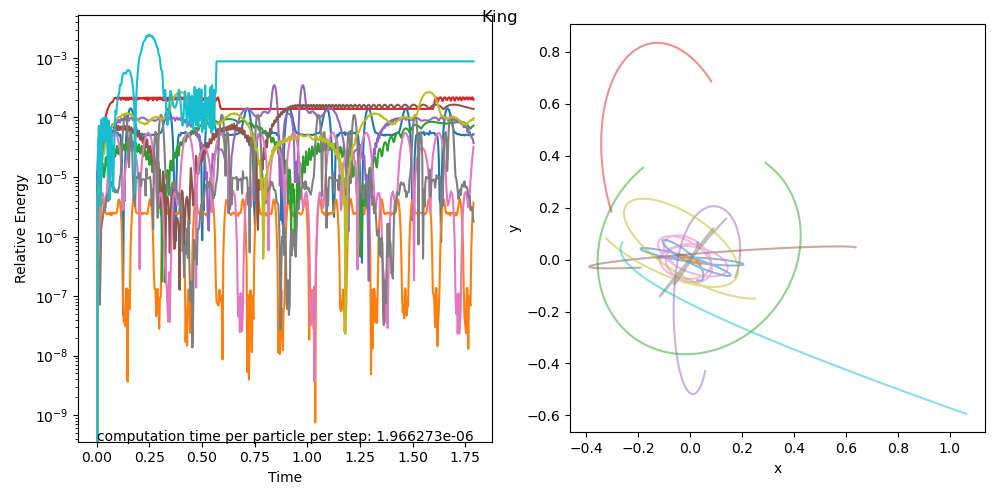 King
10⁻³
10⁻⁴
10⁻⁵
10⁻⁶
10⁻⁷
10⁻⁸
10⁻⁹
Relative Energy
computation time per particle per step: 1.966273e-06
0.00 0.25 0.50 0.75 1.00 1.25 1.50 1.75
Time
0.8
0.6
0.4
0.2
0.0
−0.2
−0.4
−0.6
y
−0.4 −0.2 0.0 0.2 0.4 0.6 0.8 1.0
x